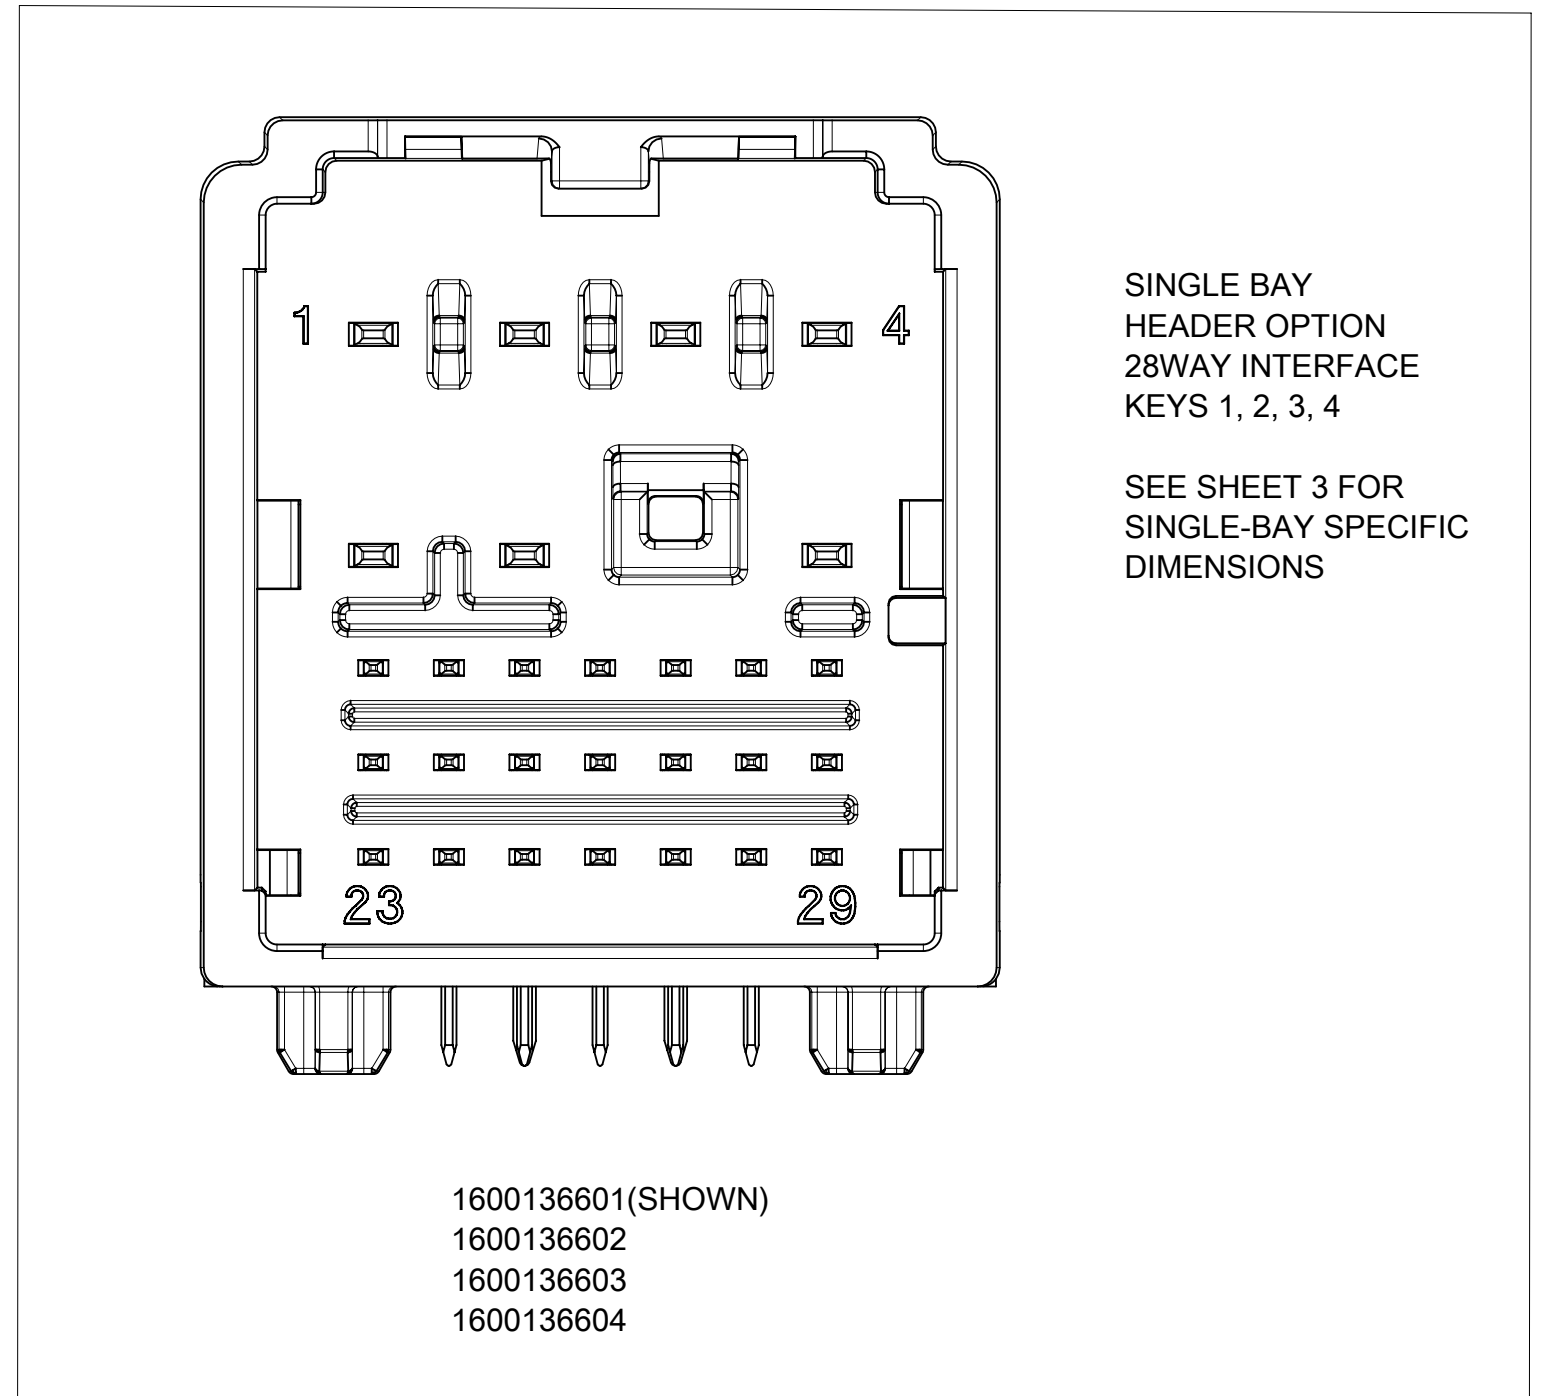 1
4
SINGLE BAY
HEADER OPTION
28WAY INTERFACE
KEYS 1, 2, 3, 4
SEE SHEET 3 FOR
SINGLE-BAY SPECIFIC
DIMENSIONS
23
29
1600136601(SHOWN)
1600136602
1600136603
1600136604